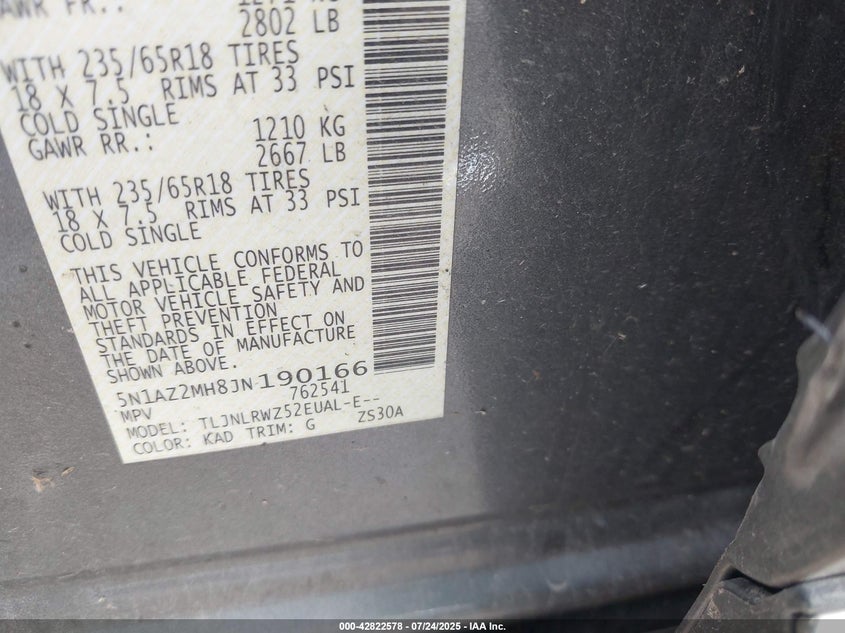 GAWR FR.:
2802 LB
WITH 235/65R18 TIRES
18 X 7.5 RIMS AT 33 PSI
COLD SINGLE
GAWR RR.: 1210 KG
2667 LB
WITH 235/65R18 TIRES
18 X 7.5 RIMS AT 33 PSI
COLD SINGLE
THIS VEHICLE CONFORMS TO
ALL APPLICABLE FEDERAL
MOTOR VEHICLE SAFETY AND
THEFT PREVENTION
STANDARDS IN EFFECT ON
THE DATE OF MANUFACTURE
SHOWN ABOVE.
5N1AZ2MH8JN190166
MPV 762541
MODEL: TLJNLRWZ52EUAL-E--
COLOR: KAD TRIM: G ZS30A
000-42822578 - 07/24/2025 - IAA Inc.